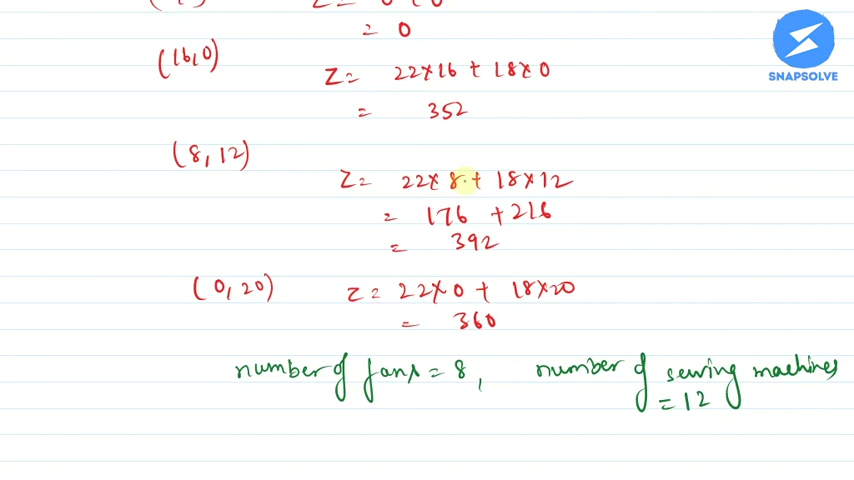 = 0
(16,0)
Z = 22×16 + 18×0
= 352
SNAPSOLVE
(8,12)
Z = 22×8 + 18×12
= 176 + 216
= 392
(0,20)
Z = 22×0 + 18×20
= 360
number of fans = 8, number of sewing machines
= 12